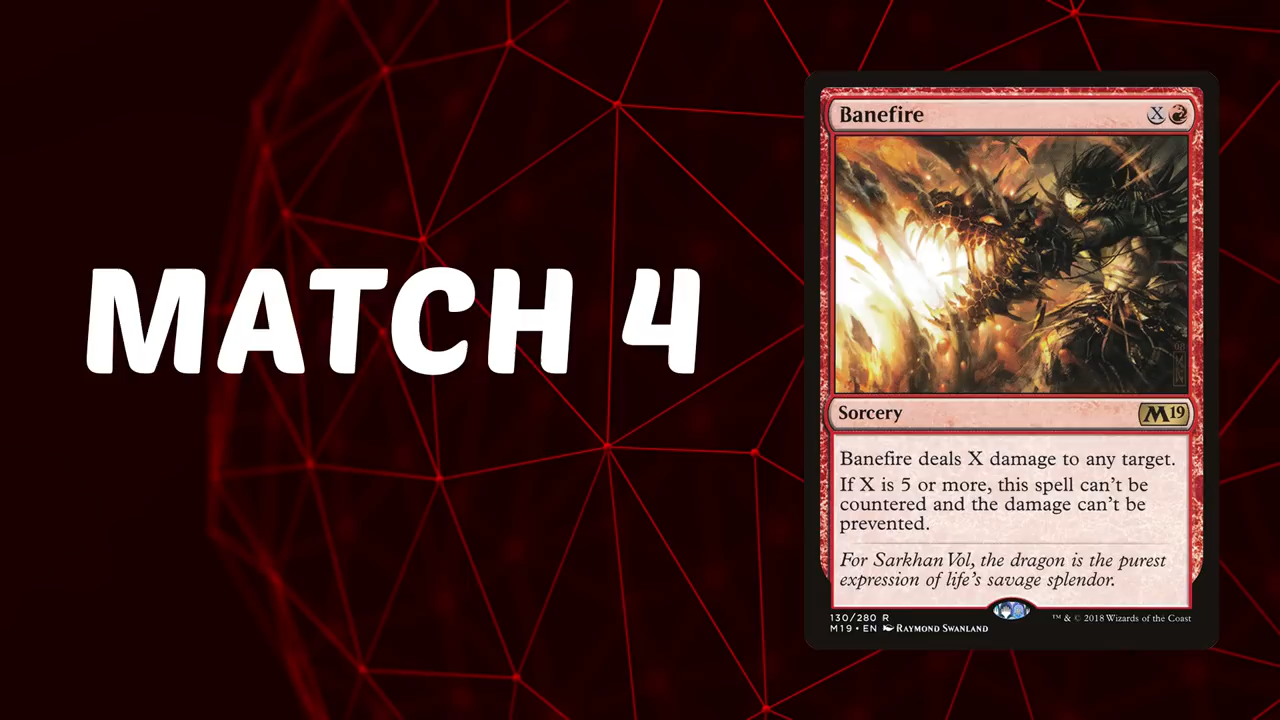 MATCH 4
Banefire
X
Sorcery
M19
Banefire deals X damage to any target.
If X is 5 or more, this spell can't be
countered and the damage can't be
prevented.
For Sarkhan Vol, the dragon is the purest
expression of life's savage splendor.
130/280 R
M19 • EN RAYMOND SWANLAND
™ & © 2018 Wizards of the Coast